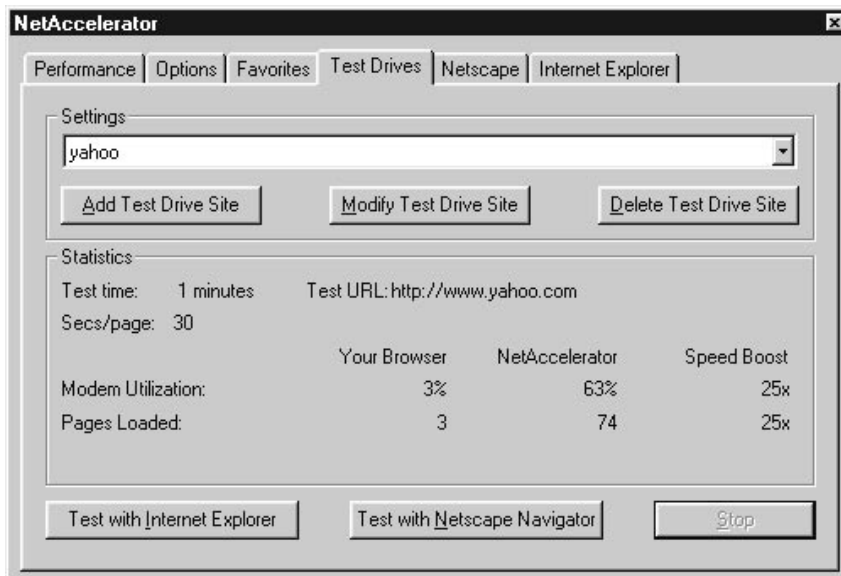 NetAccelerator
Performance Options Favorites Test Drives Netscape Internet Explorer
Settings
yahoo
Add Test Drive Site Modify Test Drive Site Delete Test Drive Site
Statistics
Test time: 1 minutes Test URL: http://www.yahoo.com
Secs/page: 30
Your Browser NetAccelerator Speed Boost
Modem Utilization: 3% 63% 25x
Pages Loaded: 3 74 25x
Test with Internet Explorer Test with Netscape Navigator Stop